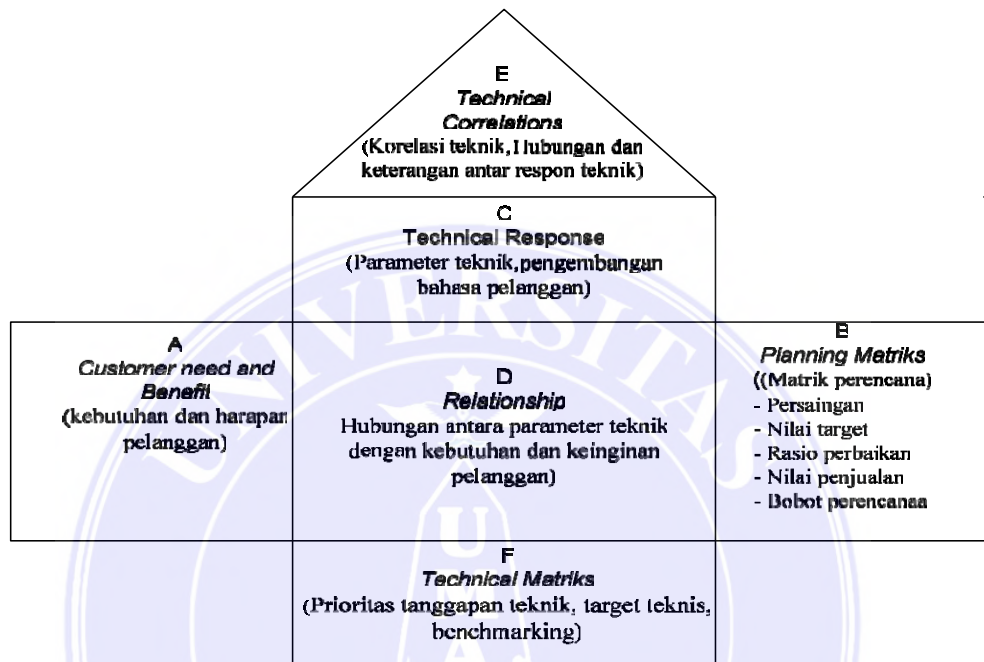 E
Technical
Correlations
(Korelasi teknik,Hubungan dan
keterangan antar respon teknik)
C
Technical Response
(Parameter teknik,pengembangan
bahasa pelanggan)
A
Customer need and
Benefit
(kebutuhan dan harapan
pelanggan)
D
Relationship
Hubungan antara parameter teknik
dengan kebutuhan dan keinginan
pelanggan)
B
Planning Matriks
((Matrik perencana)
- Persaingan
- Nilai target
- Rasio perbaikan
- Nilai penjualan
- Bobot perencanaa
F
Technical Matriks
(Prioritas tanggapan teknik, target teknis,
benchmarking)
UNIVERSITAS
U
M
A